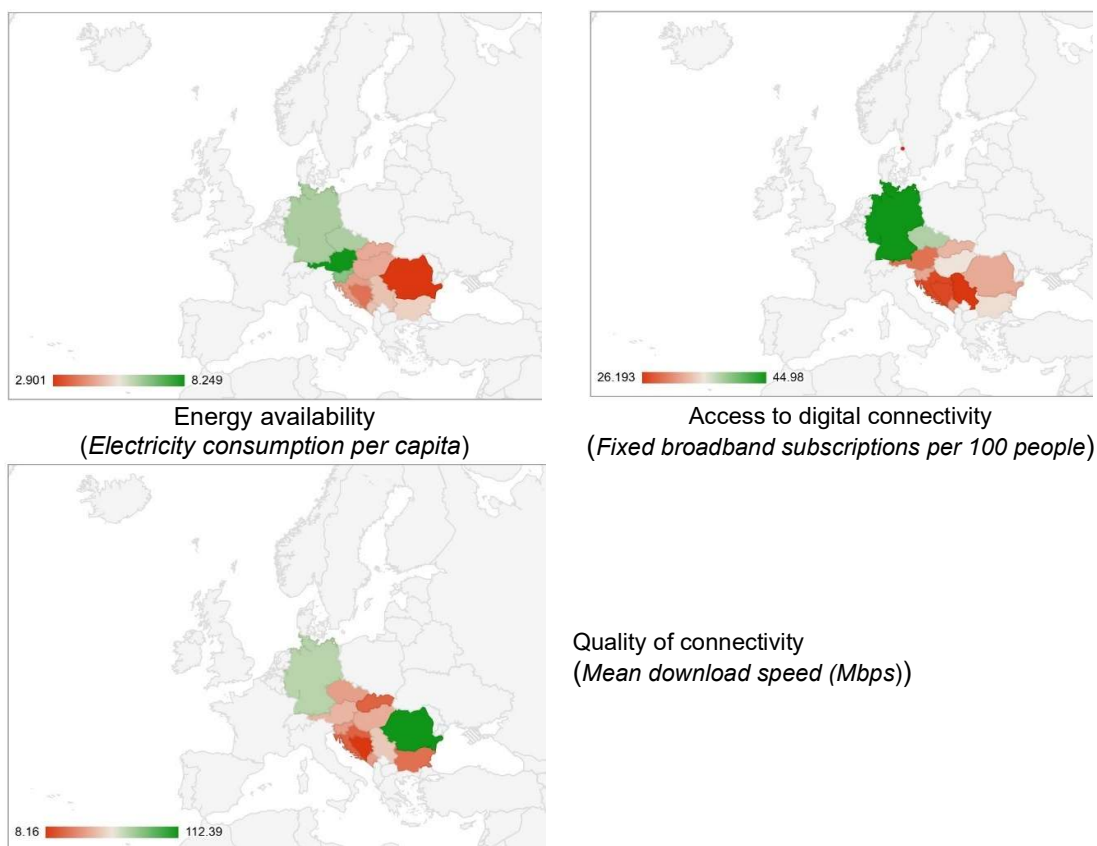 2.901 8.249
26.193 44.98
Energy availability
(Electricity consumption per capita)
Access to digital connectivity
(Fixed broadband subscriptions per 100 people)
Quality of connectivity
(Mean download speed (Mbps))
8.16 112.39